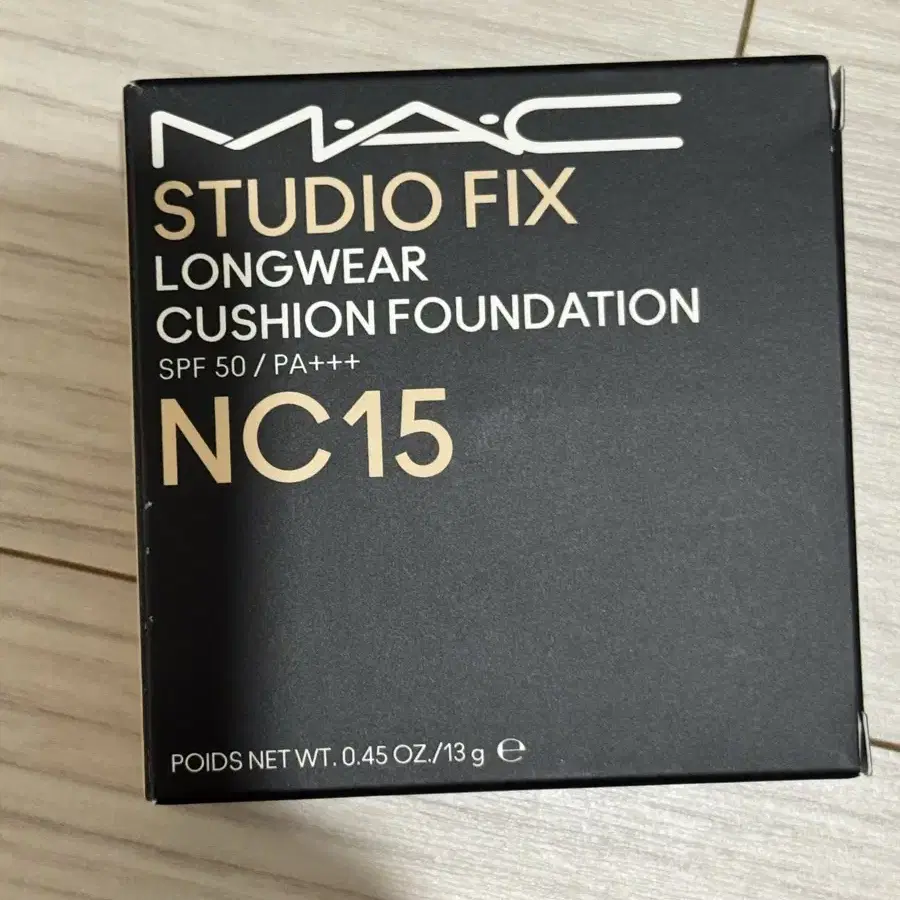 M·A·C
STUDIO FIX
LONGWEAR
CUSHION FOUNDATION
SPF 50 / PA+++
NC15
POIDS NET WT. 0.45 OZ./13 g ℮